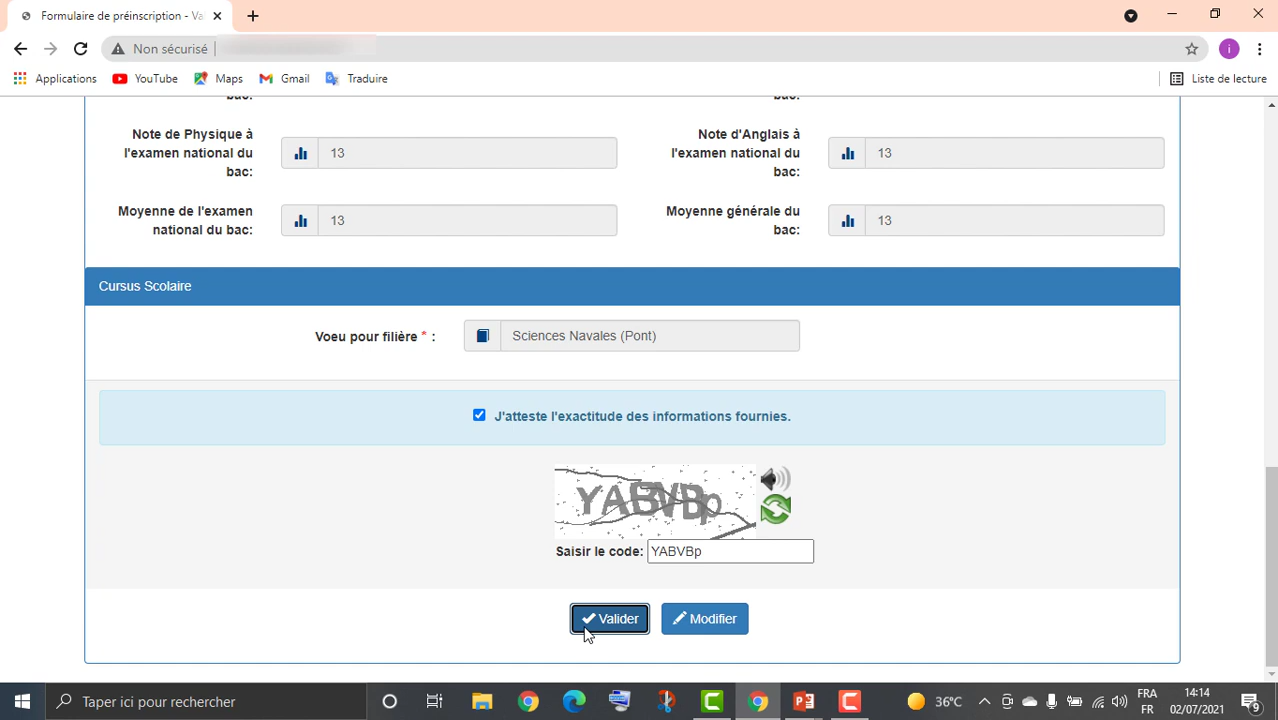 Formulaire de préinscription - Va
Non sécurisé
Applications YouTube Maps Gmail Traduire Liste de lecture
bac: bac:
Note de Physique à
l'examen national du
bac:
13
Note d'Anglais à
l'examen national du
bac:
13
Moyenne de l'examen
national du bac:
13
Moyenne générale du
bac:
13
Cursus Scolaire
Voeu pour filière * : Sciences Navales (Pont)
J'atteste l'exactitude des informations fournies.
YABVBp
Saisir le code: YABVBp
Valider Modifier
Taper ici pour rechercher
36°C
FRA
FR
14:14
02/07/2021
9